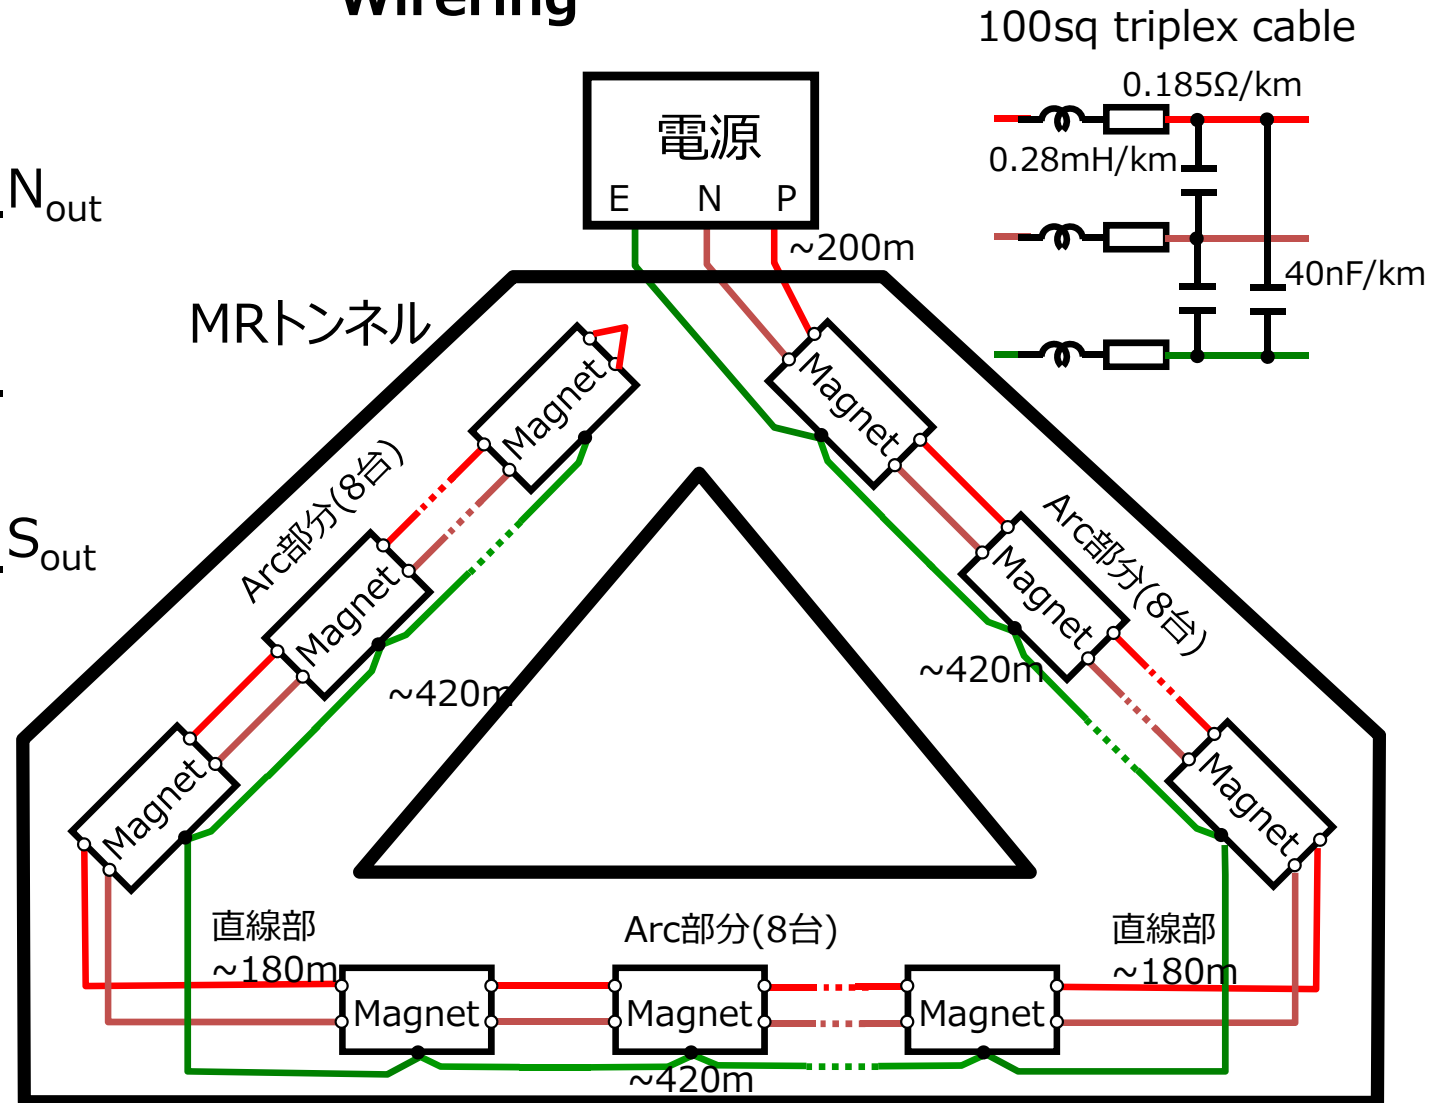 Wirering
100sq triplex cable
0.185Ω/km
0.28mH/km
40nF/km
電源
E N P
~200m
N_out
S_out
MRトンネル
Magnet
Magnet
Arc部分(8台)
Arc部分(8台)
Magnet
Magnet
~420m
~420m
Magnet
Magnet
直線部
~180m
Arc部分(8台)
直線部
~180m
Magnet
Magnet
Magnet
~420m